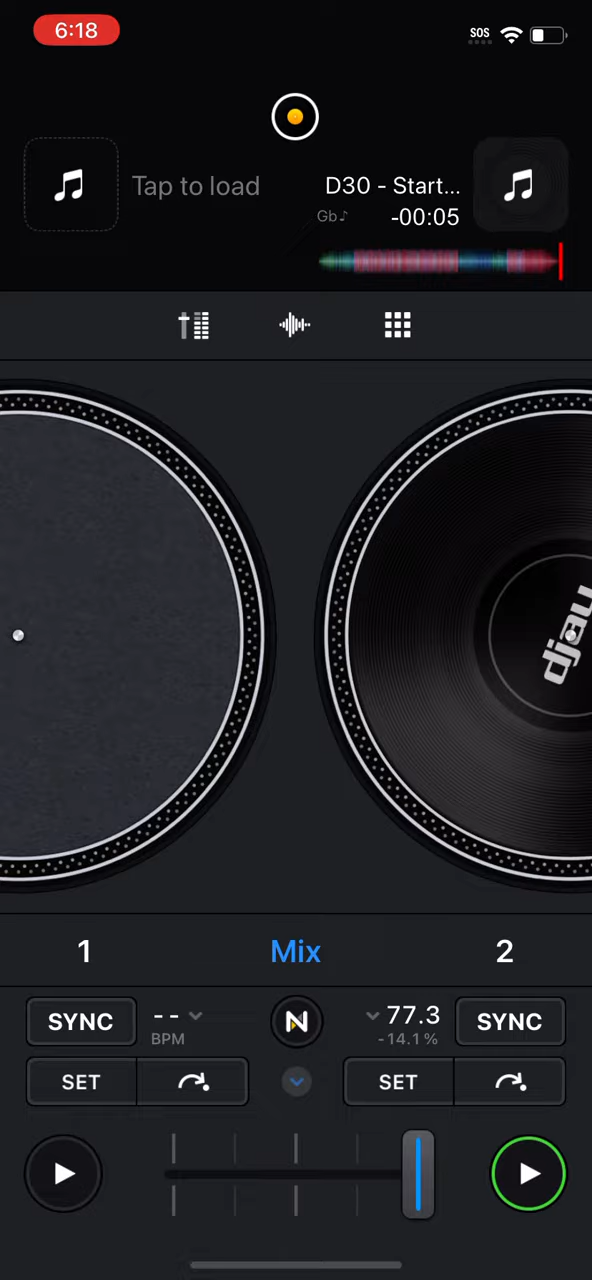 6:18
SOS
Tap to load
D30 - Start...
Gb♪
-00:05
djay
1
Mix
2
SYNC
-- 
BPM
N
77.3
-14.1%
SYNC
SET
SET